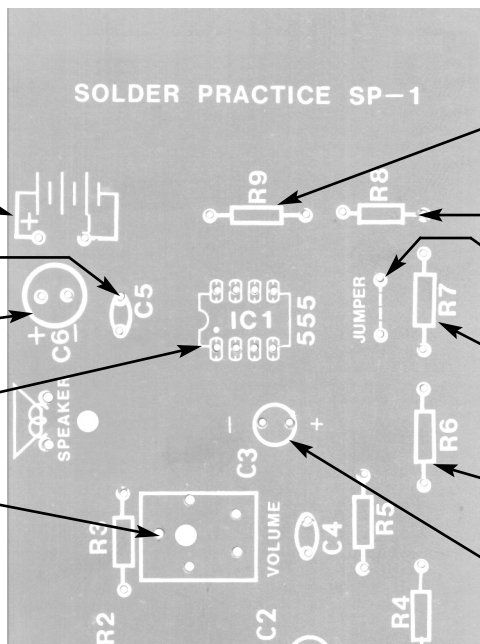 SOLDER PRACTICE SP-1
R9
R8
+
C5
IC1
555
JUMPER
R7
+
-
C6
SPEAKER
-
+
C3
R6
R3
VOLUME
C4
R5
R2
C2
R4